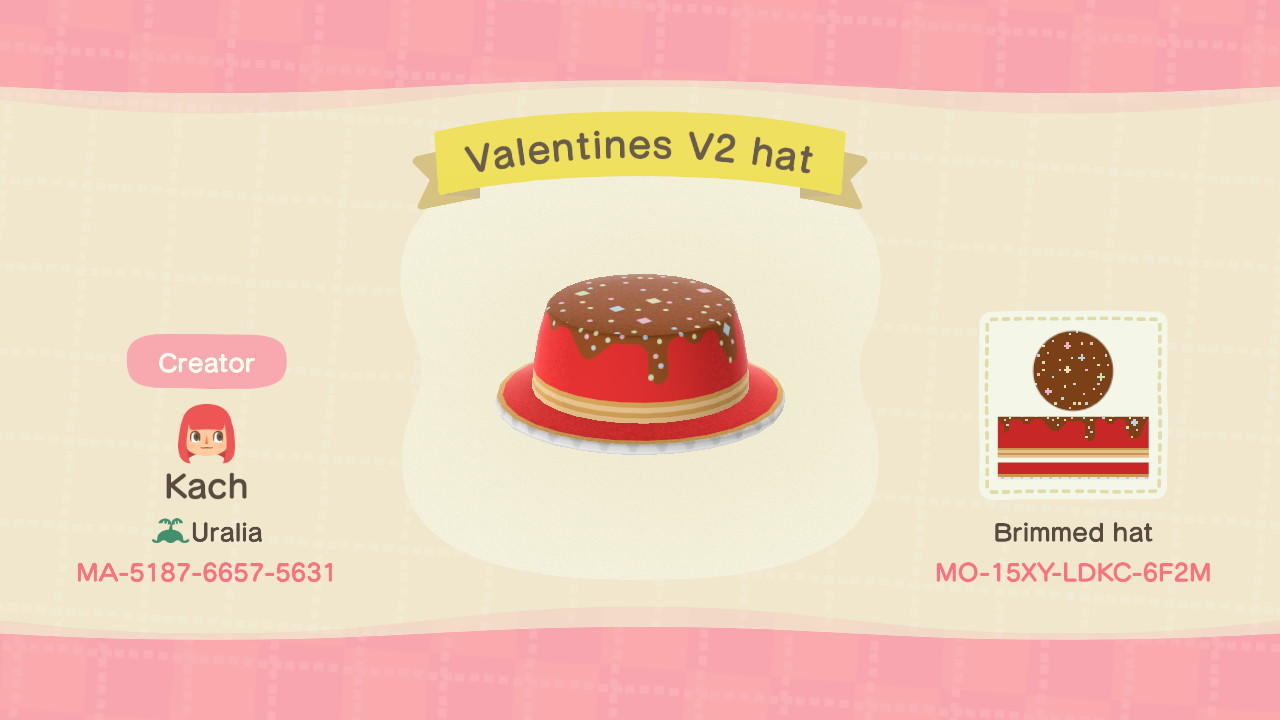 Valentines V2 hat
Creator
Kach
Uralia
MA-5187-6657-5631
Brimmed hat
MO-15XY-LDKC-6F2M